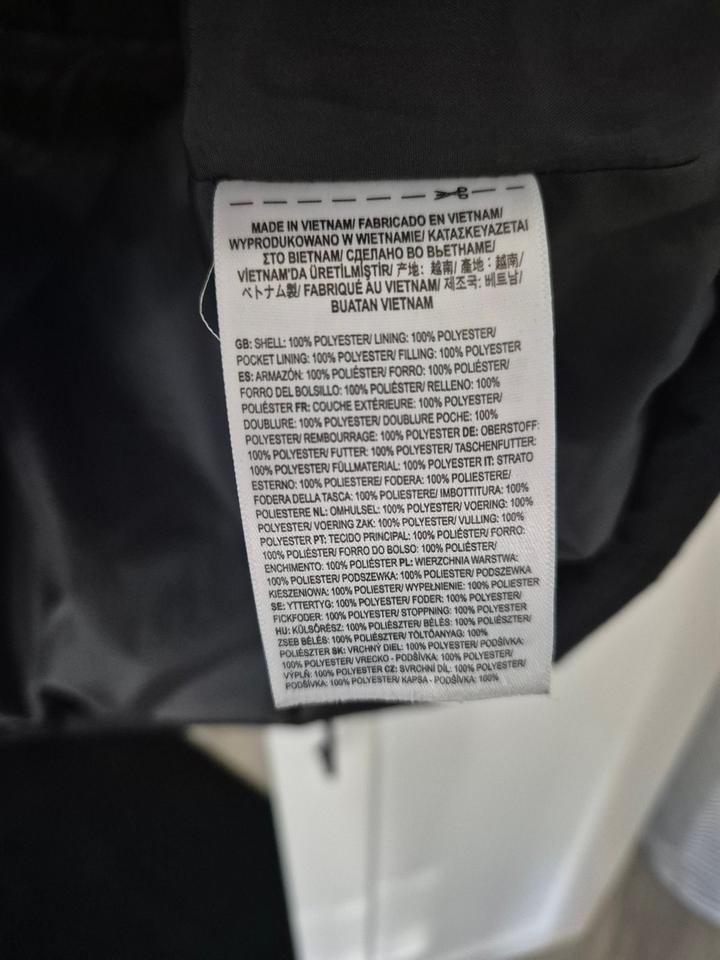 MADE IN VIETNAM/ FABRICADO EN VIETNAM/
WYPRODUKOWANO W WIETNAMIE/ ΚΑΤΑΣΚΕΥΑΖΕΤΑΙ
ΣΤΟ ΒΙΕΤΝΑΜ/ СДЕЛАНО ВО ВЬЕТНАМЕ/
VİETNAM'DA ÜRETİLMİŞTİR/ 产地: 越南/ 產地：越南/
ベトナム製/ FABRIQUÉ AU VIETNAM/ 제조국: 베트남/
BUATAN VIETNAM
GB: SHELL: 100% POLYESTER/ LINING: 100% POLYESTER/
POCKET LINING: 100% POLYESTER/ FILLING: 100% POLYESTER
ES: ARMAZÓN: 100% POLIÉSTER/ FORRO: 100% POLIÉSTER/
FORRO DEL BOLSILLO: 100% POLIÉSTER/ RELLENO: 100%
POLIÉSTER FR: COUCHE EXTÉRIEURE: 100% POLYESTER/
DOUBLURE: 100% POLYESTER/ DOUBLURE POCHE: 100%
POLYESTER/ REMBOURRAGE: 100% POLYESTER DE: OBERSTOFF:
100% POLYESTER/ FUTTER: 100% POLYESTER/ TASCHENFUTTER:
100% POLYESTER/ FÜLLMATERIAL: 100% POLYESTER IT: STRATO
ESTERNO: 100% POLIESTERE/ FODERA: 100% POLIESTERE/
FODERA DELLA TASCA: 100% POLIESTERE/ IMBOTTITURA: 100%
POLIESTERE NL: OMHULSEL: 100% POLYESTER/ VOERING: 100%
POLYESTER/ VOERING ZAK: 100% POLYESTER/ VULLING: 100%
POLYESTER PT: TECIDO PRINCIPAL: 100% POLIÉSTER/ FORRO:
100% POLIÉSTER/ FORRO DO BOLSO: 100% POLIÉSTER/
ENCHIMENTO: 100% POLIÉSTER PL: WIERZCHNIA WARSTWA:
100% POLIESTER/ PODSZEWKA: 100% POLIESTER/ PODSZEWKA
KIESZENIOWA: 100% POLIESTER/ WYPEŁNIENIE: 100% POLIESTER
SE: YTTERTYG: 100% POLYESTER/ FODER: 100% POLYESTER/
FICKFODER: 100% POLYESTER/ STOPPNING: 100% POLYESTER
HU: KÜLSŐRÉSZ: 100% POLIÉSZTER/ BÉLÉS: 100% POLIÉSZTER/
ZSEB BÉLÉS: 100% POLIÉSZTER/ TÖLTŐANYAG: 100%
POLIÉSZTER SK: VRCHNÝ DIEL: 100% POLYESTER/ PODŠÍVKA:
100% POLYESTER/ VRECKO - PODŠÍVKA: 100% POLYESTER/
VÝPLŇ: 100% POLYESTER CZ: SVRCHNÍ DÍL: 100% POLYESTER/
PODŠÍVKA: 100% POLYESTER/ KAPSA - PODŠÍVKA: 100%